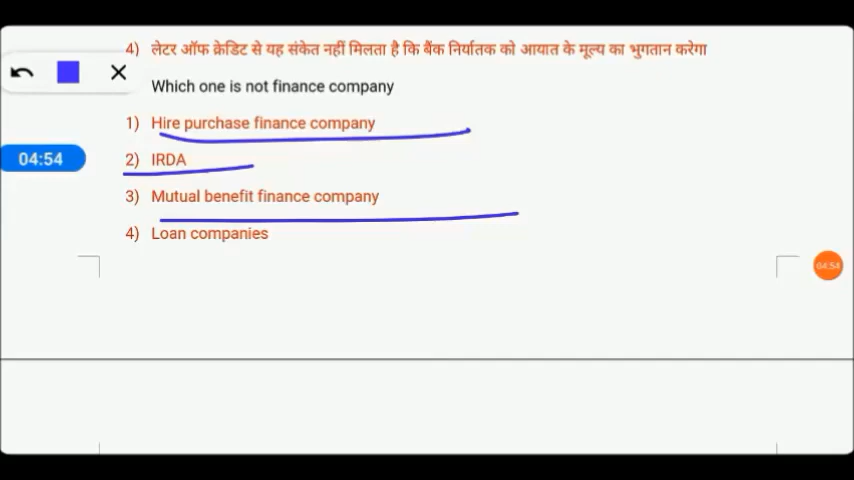 4) लेटर ऑफ क्रेडिट से यह संकेत नहीं मिलता है कि बैंक निर्यातक को आयात के मूल्य का भुगतान करेगा
Which one is not finance company
1) Hire purchase finance company
04:54
2) IRDA
3) Mutual benefit finance company
4) Loan companies
04:54